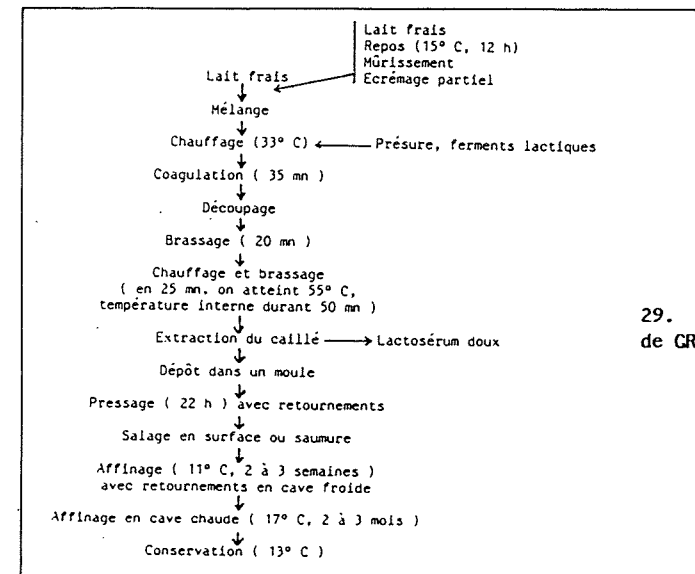 Lait frais
Repos (15° C, 12 h)
Mûrissement
Ecrémage partiel
Lait frais
Mélange
Chauffage (33° C) Présure, ferments lactiques
Coagulation ( 35 mn )
Découpage
Brassage ( 20 mn )
Chauffage et brassage
( en 25 mn. on atteint 55° C,
température interne durant 50 mn )
Extraction du caillé Lactosérum doux
Dépôt dans un moule
Pressage ( 22 h ) avec retournements
Salage en surface ou saumure
Affinage ( 11° C, 2 à 3 semaines )
avec retournements en cave froide
Affinage en cave chaude ( 17° C, 2 à 3 mois )
Conservation ( 13° C )
29.
de GR